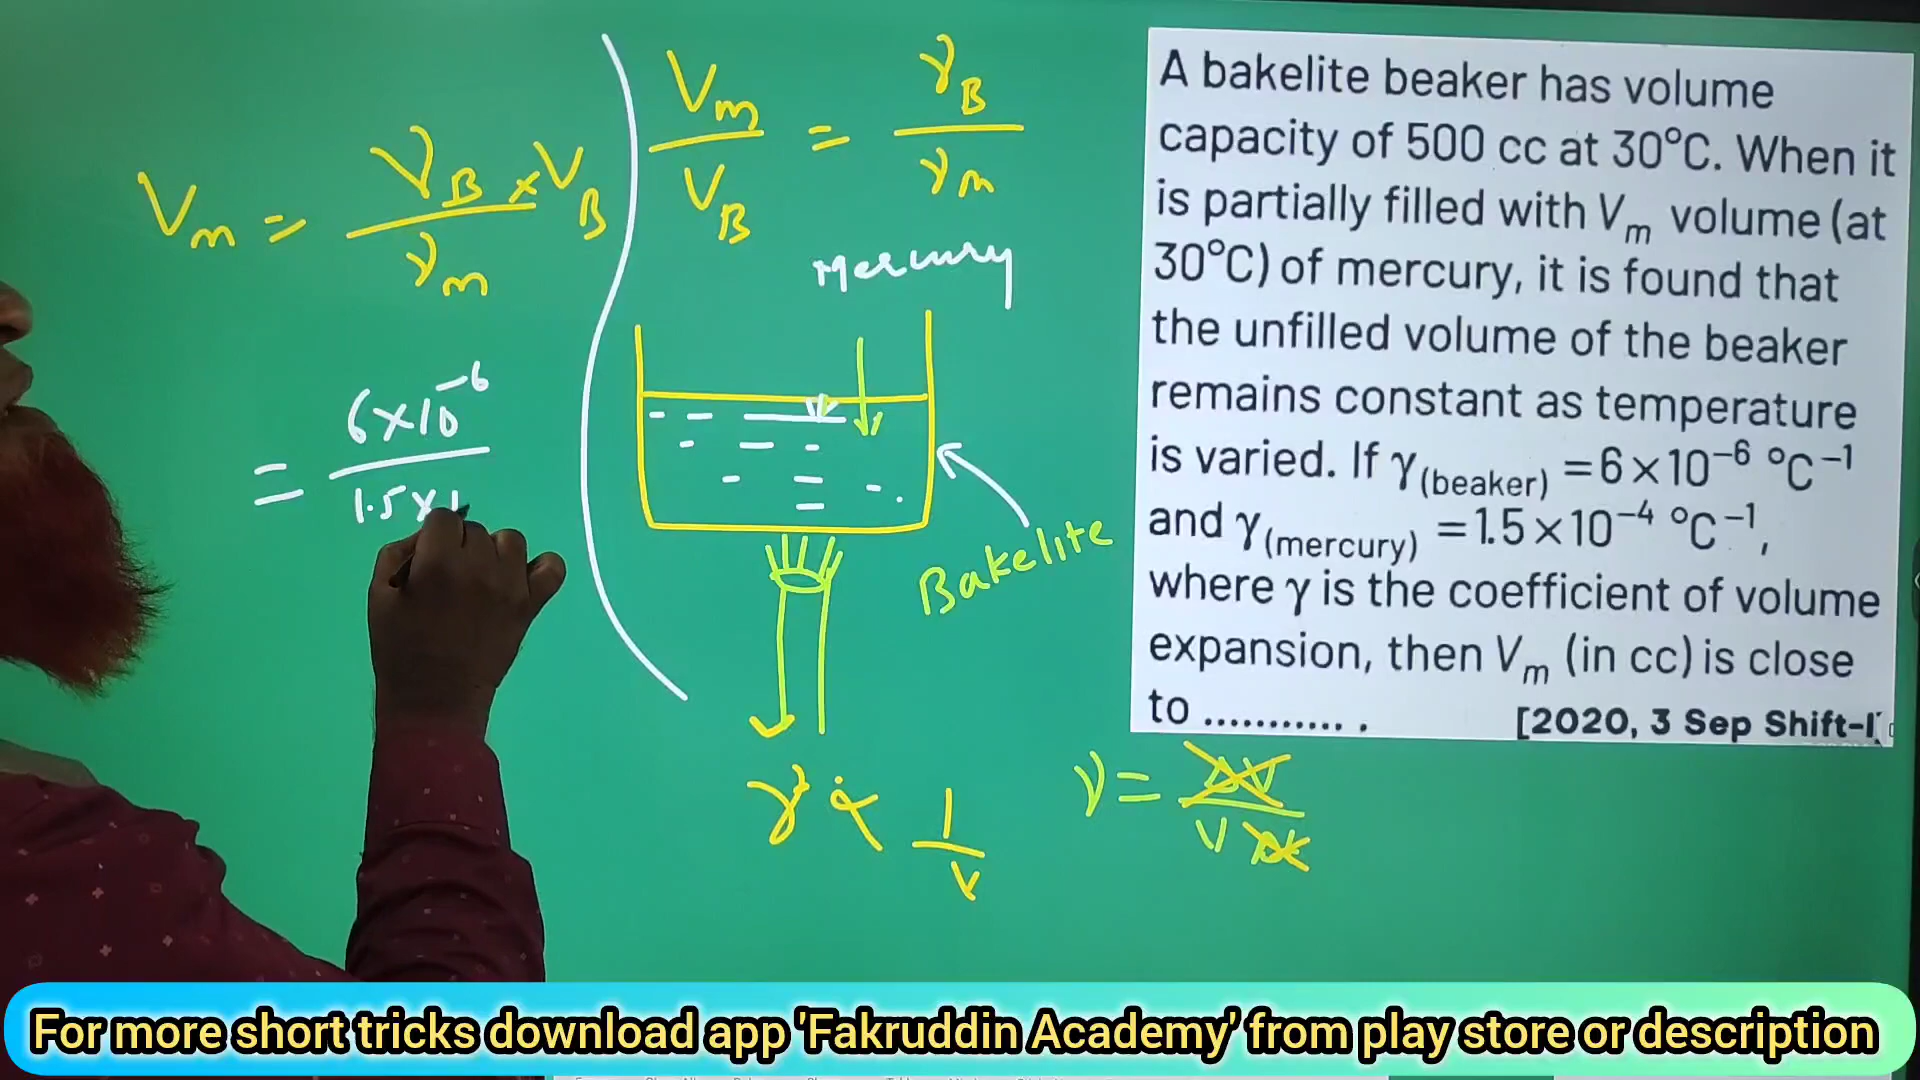 Vm = γB × VB / γm
Vm / VB = γB / γm
= 6×10⁻⁶ / 1.5×1
Mercury
Bakelite
γ ∝ 1 / V
γ = ΔV / V Δt
A bakelite beaker has volume
capacity of 500 cc at 30°C. When it
is partially filled with Vm volume (at
30°C) of mercury, it is found that
the unfilled volume of the beaker
remains constant as temperature
is varied. If γ(beaker) = 6×10⁻⁶ °C⁻¹
and γ(mercury) = 1.5×10⁻⁴ °C⁻¹,
where γ is the coefficient of volume
expansion, then Vm (in cc) is close
to ............ .
[2020, 3 Sep Shift-I]
For more short tricks download app 'Fakruddin Academy' from play store or description